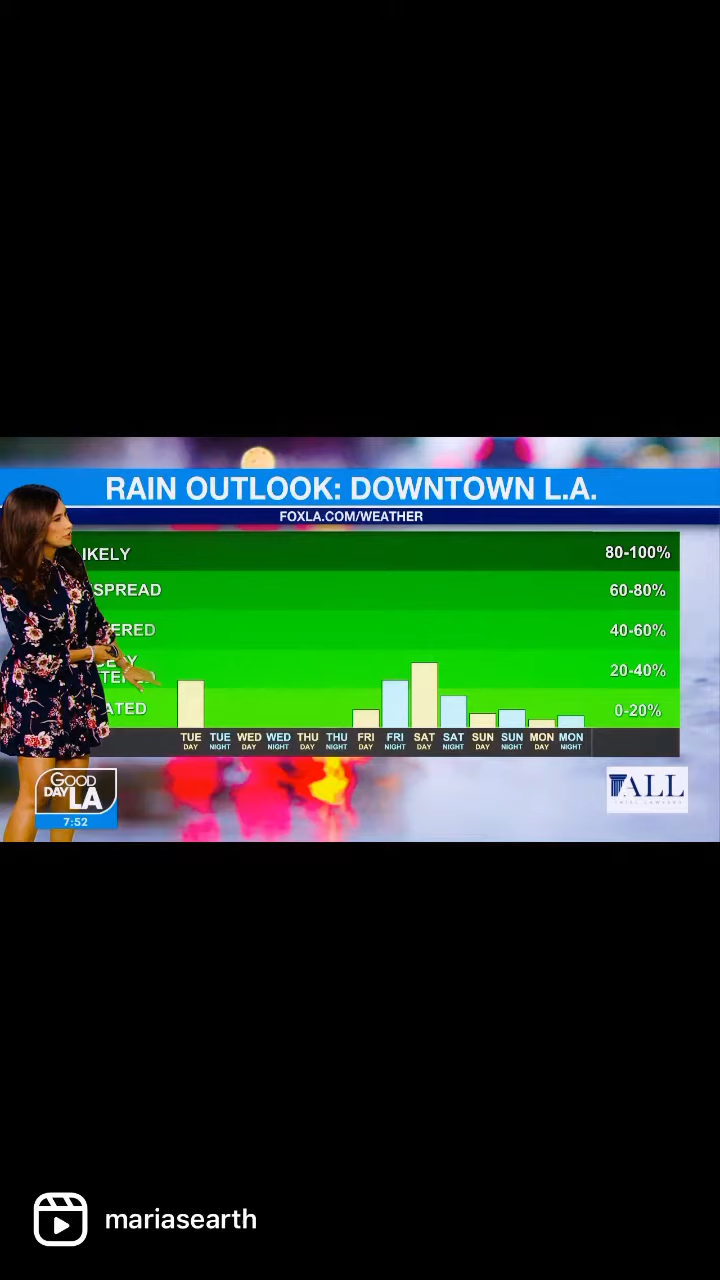 RAIN OUTLOOK: DOWNTOWN L.A.
FOXLA.COM/WEATHER
IKELY 80-100%
SPREAD 60-80%
ERED 40-60%
20-40%
ATED 0-20%
TUE DAY
TUE NIGHT
WED DAY
WED NIGHT
THU DAY
THU NIGHT
FRI DAY
FRI NIGHT
SAT DAY
SAT NIGHT
SUN DAY
SUN NIGHT
MON DAY
MON NIGHT
GOOD
DAY LA
7:52
ALL
mariasearth